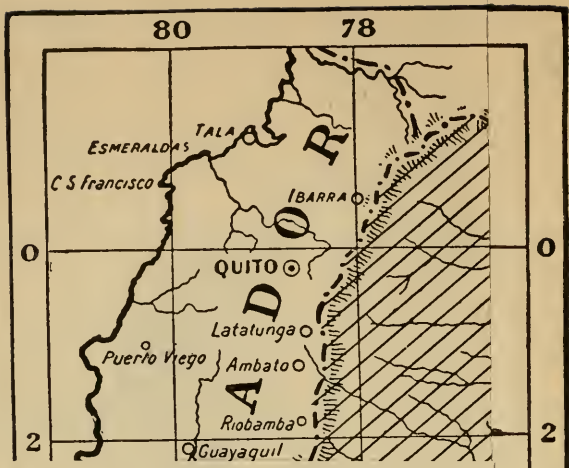 80 78
TALA
ESMERALDAS
R
C S. Francisco
IBARRA
O
0 0
QUITO
D
Latatunga
Puerto Viego
Ambato
A
Riobamba
2 2
Guayaquil